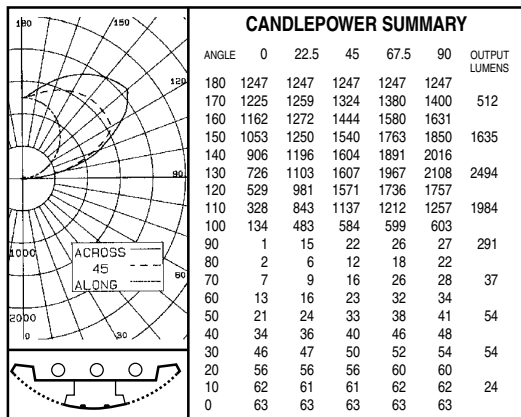 180
150
120
90
60
30
0
1000
2000
ACROSS
45
ALONG
CANDLEPOWER SUMMARY
ANGLE 0 22.5 45 67.5 90 OUTPUT LUMENS
180 1247 1247 1247 1247 1247
170 1225 1259 1324 1380 1400 512
160 1162 1272 1444 1580 1631
150 1053 1250 1540 1763 1850 1635
140 906 1196 1604 1891 2016
130 726 1103 1607 1967 2108 2494
120 529 981 1571 1736 1757
110 328 843 1137 1212 1257 1984
100 134 483 584 599 603
90 1 15 22 26 27 291
80 2 6 12 18 22
70 7 9 16 26 28 37
60 13 16 23 32 34
50 21 24 33 38 41 54
40 34 36 40 46 48
30 46 47 50 52 54 54
20 56 56 56 60 60
10 62 61 61 62 62 24
0 63 63 63 63 63